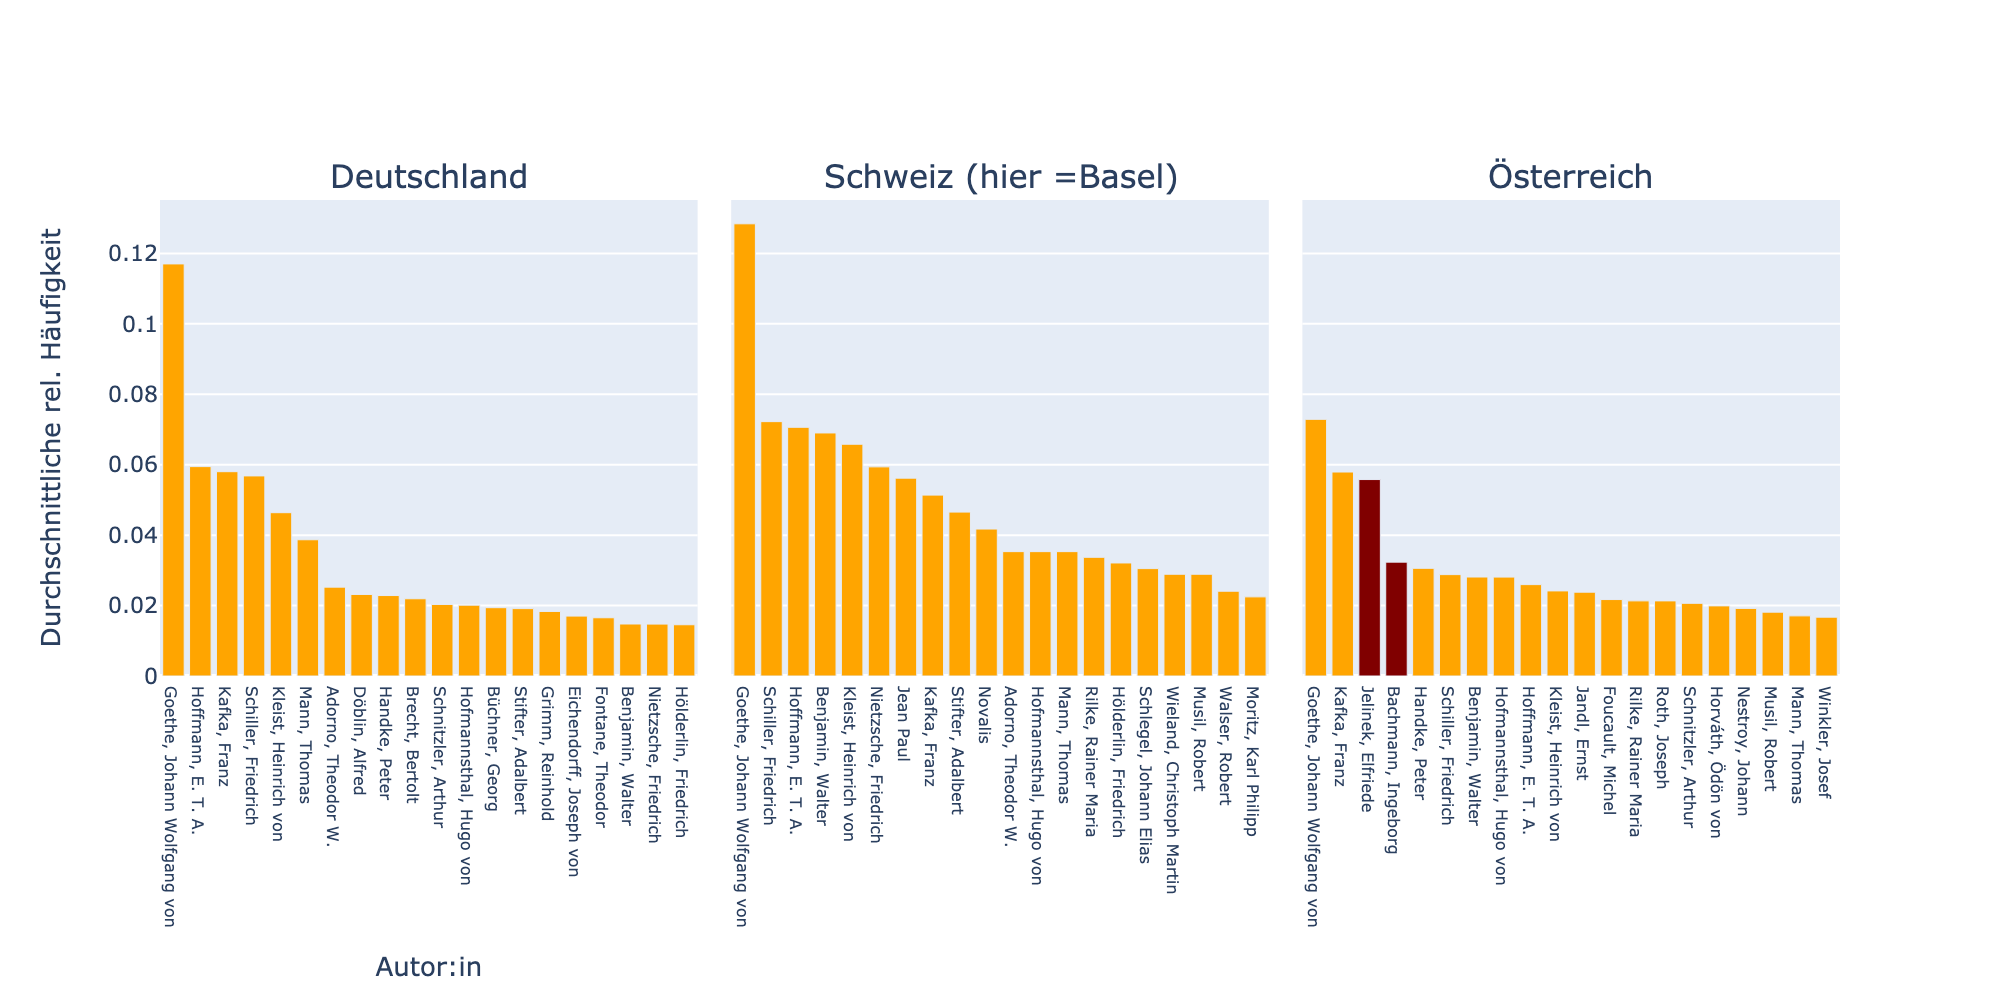 Deutschland
Schweiz (hier =Basel)
Österreich
Durchschnittliche rel. Häufigkeit
0.12
0.1
0.08
0.06
0.04
0.02
0
Goethe, Johann Wolfgang von
Hoffmann, E. T. A.
Kafka, Franz
Schiller, Friedrich
Kleist, Heinrich von
Mann, Thomas
Adorno, Theodor W.
Döblin, Alfred
Handke, Peter
Brecht, Bertolt
Schnitzler, Arthur
Hofmannsthal, Hugo von
Büchner, Georg
Stifter, Adalbert
Grimm, Reinhold
Eichendorff, Joseph von
Fontane, Theodor
Benjamin, Walter
Nietzsche, Friedrich
Hölderlin, Friedrich
Goethe, Johann Wolfgang von
Schiller, Friedrich
Hoffmann, E. T. A.
Benjamin, Walter
Kleist, Heinrich von
Nietzsche, Friedrich
Jean Paul
Kafka, Franz
Stifter, Adalbert
Novalis
Adorno, Theodor W.
Hofmannsthal, Hugo von
Mann, Thomas
Rilke, Rainer Maria
Hölderlin, Friedrich
Schlegel, Johann Elias
Wieland, Christoph Martin
Musil, Robert
Walser, Robert
Moritz, Karl Philipp
Goethe, Johann Wolfgang von
Kafka, Franz
Jelinek, Elfriede
Bachmann, Ingeborg
Handke, Peter
Schiller, Friedrich
Benjamin, Walter
Hofmannsthal, Hugo von
Hoffmann, E. T. A.
Kleist, Heinrich von
Jandl, Ernst
Foucault, Michel
Rilke, Rainer Maria
Roth, Joseph
Schnitzler, Arthur
Horváth, Ödön von
Nestroy, Johann
Musil, Robert
Mann, Thomas
Winkler, Josef
Autor:in